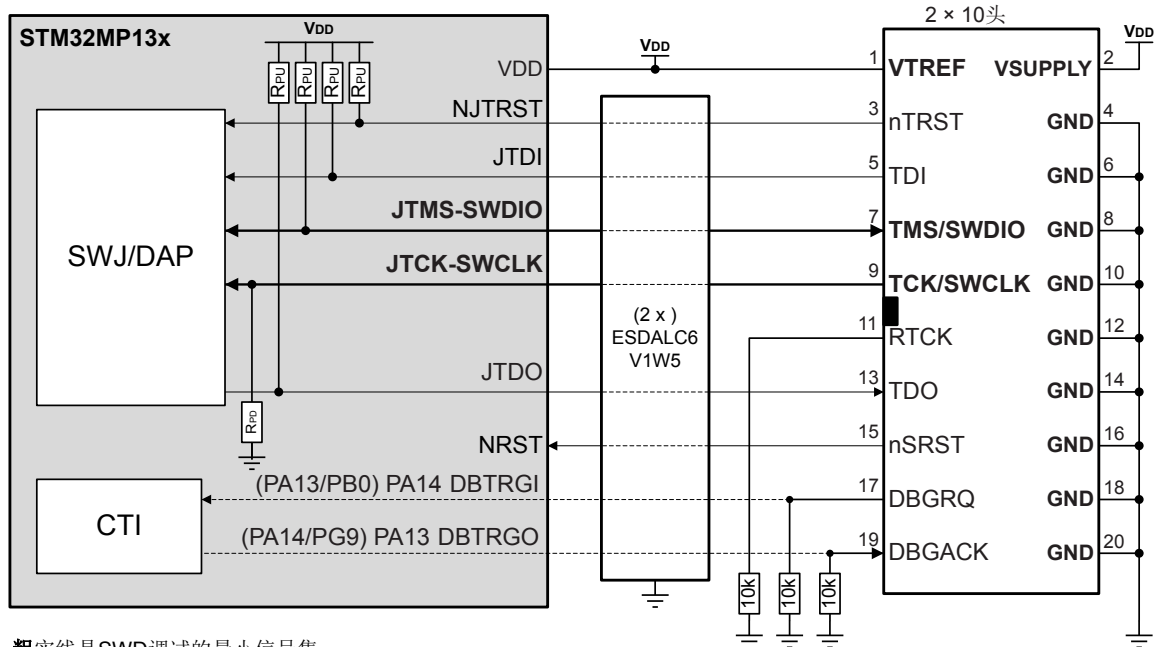 2 × 10头
STM32MP13x
VDD
VDD
VDD
RPU
RPU
RPU
RPU
VDD
1
VTREF
VSUPPLY
2
NJTRST
3
nTRST
GND
4
JTDI
5
TDI
GND
6
JTMS-SWDIO
7
TMS/SWDIO
GND
8
SWJ/DAP
JTCK-SWCLK
9
TCK/SWCLK
GND
10
(2 x )
ESDALC6
V1W5
11
RTCK
GND
12
JTDO
13
TDO
GND
14
RPD
NRST
15
nSRST
GND
16
(PA13/PB0) PA14 DBTRGI
17
DBGRQ
GND
18
CTI
(PA14/PG9) PA13 DBTRGO
19
DBGACK
GND
20
10k
10k
10k